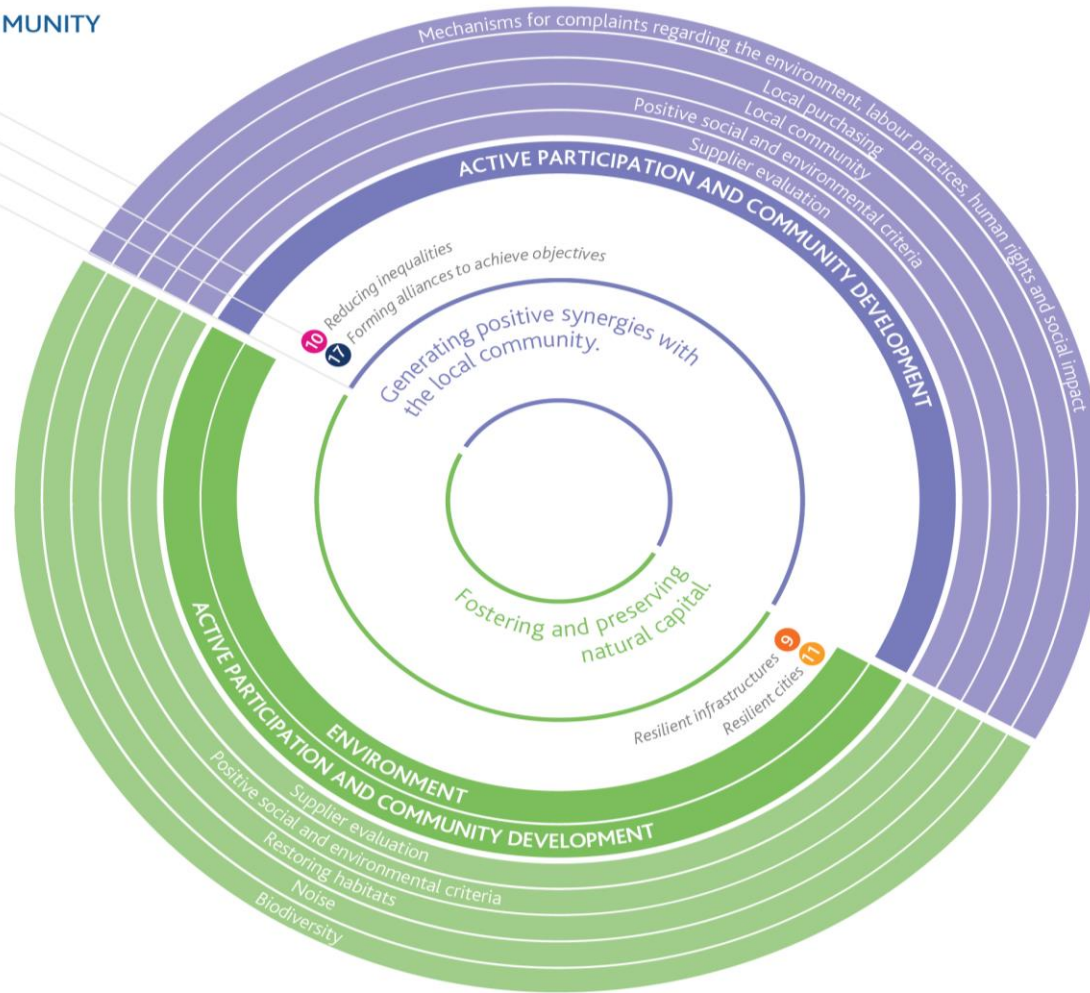 MUNITY
Mechanisms for complaints regarding the environment, labour practices, human rights and social impact
Local purchasing
Local community
Positive social and environmental criteria
Supplier evaluation
ACTIVE PARTICIPATION AND COMMUNITY DEVELOPMENT
10 Reducing inequalities
17 Forming alliances to achieve objectives
Generating positive synergies with
the local community.
Fostering and preserving
natural capital.
Resilient infrastructures 9
Resilient cities 11
ENVIRONMENT
ACTIVE PARTICIPATION AND COMMUNITY DEVELOPMENT
Supplier evaluation
Positive social and environmental criteria
Restoring habitats
Noise
Biodiversity